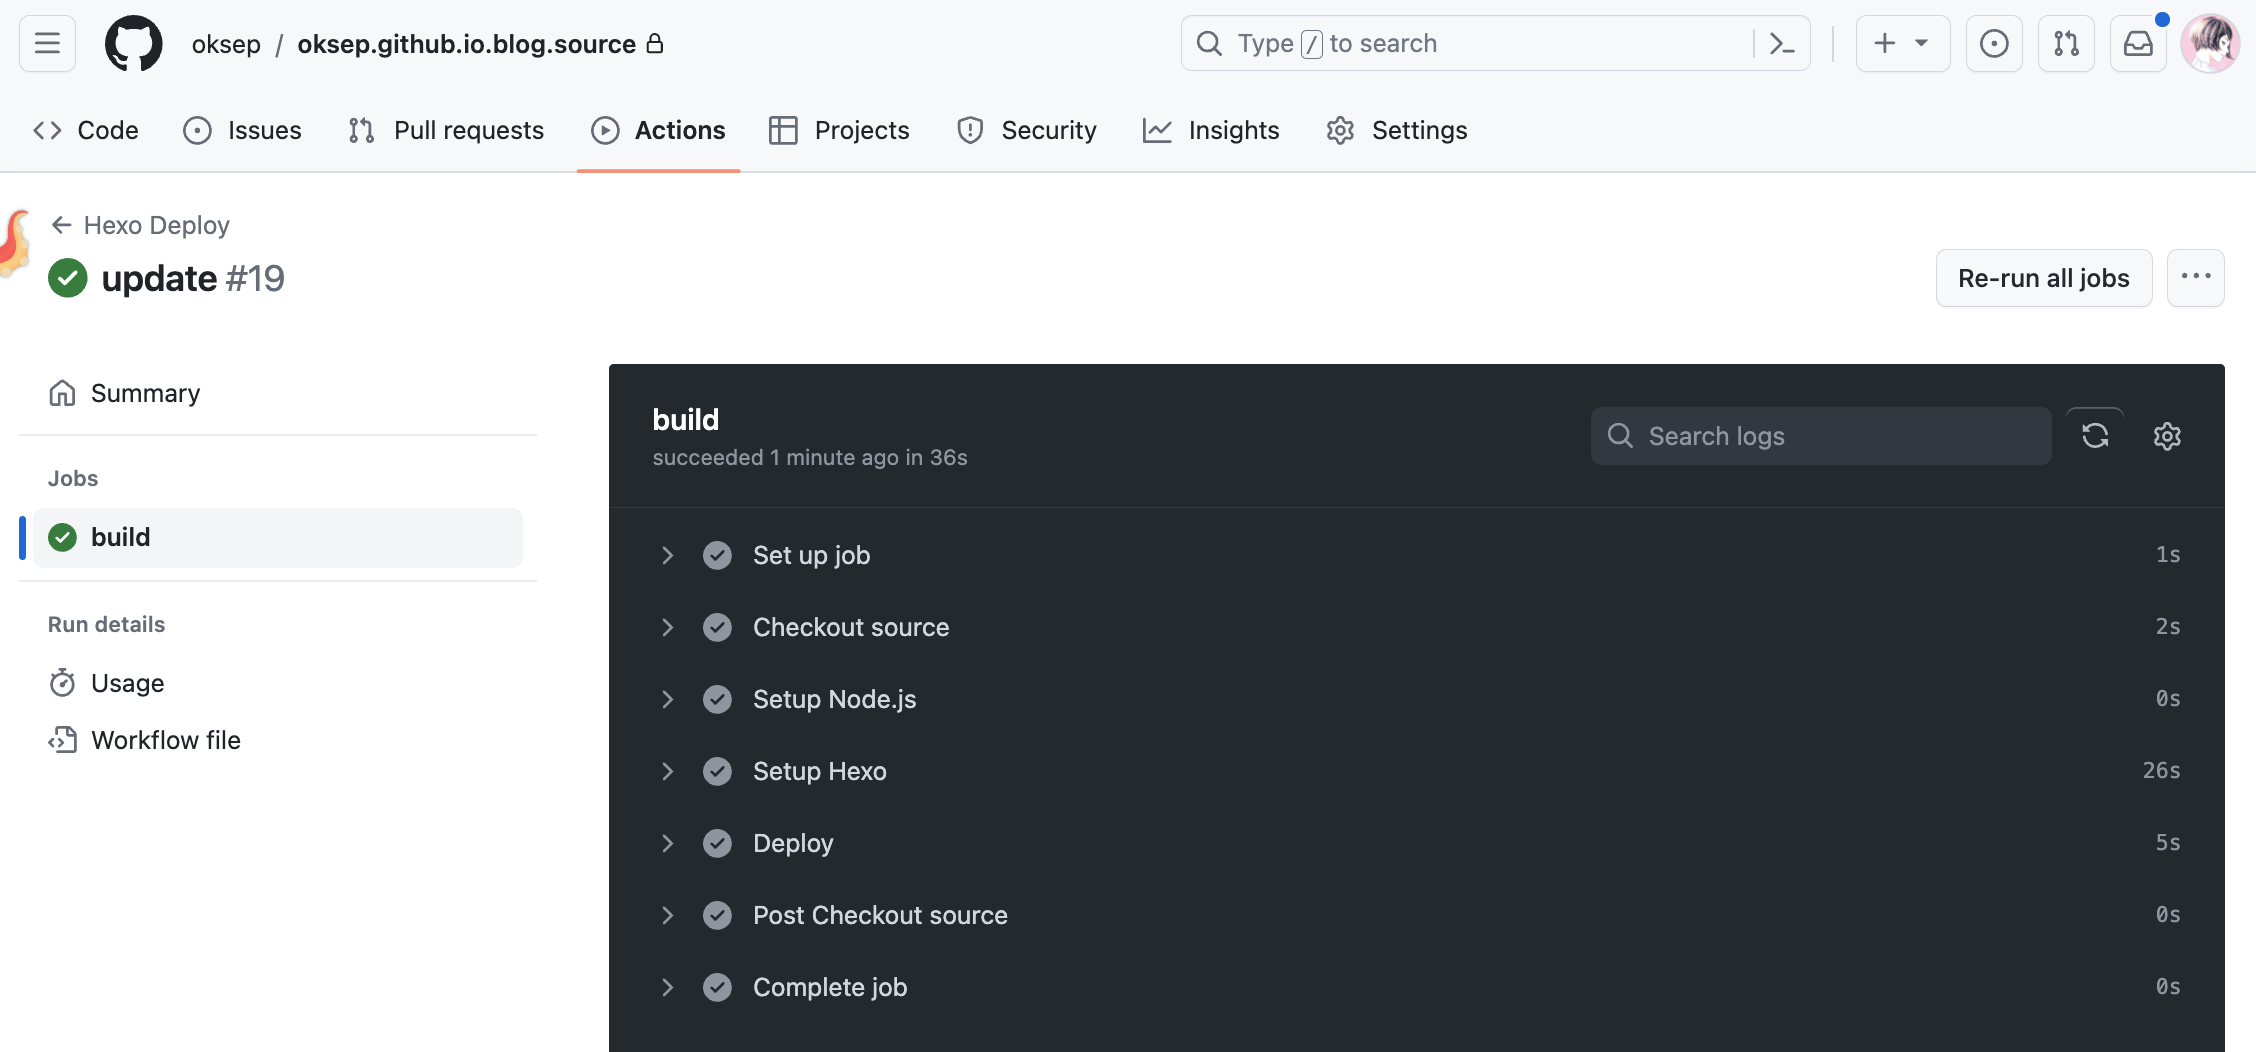 oksep / oksep.github.io.blog.source
Type / to search
Code
Issues
Pull requests
Actions
Projects
Security
Insights
Settings
Hexo Deploy
update #19
Re-run all jobs
Summary
Jobs
build
Run details
Usage
Workflow file
build
succeeded 1 minute ago in 36s
Search logs
Set up job 1s
Checkout source 2s
Setup Node.js 0s
Setup Hexo 26s
Deploy 5s
Post Checkout source 0s
Complete job 0s